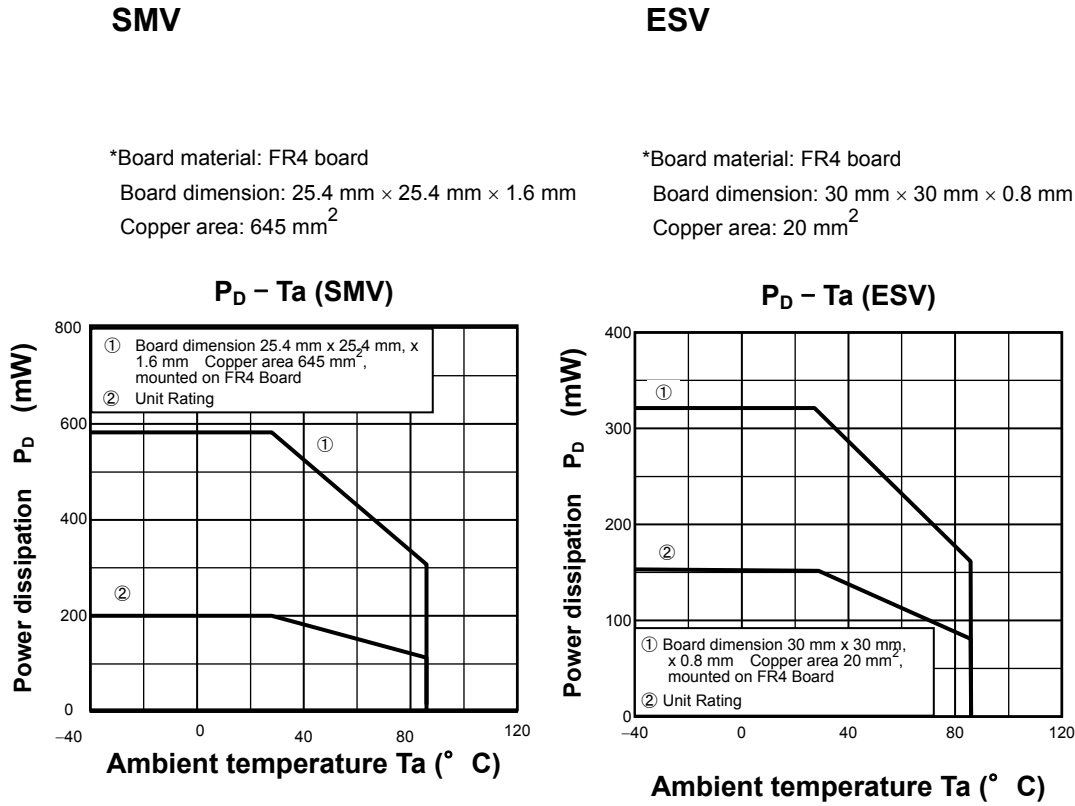 SMV
*Board material: FR4 board
Board dimension: 25.4 mm × 25.4 mm × 1.6 mm
Copper area: 645 mm2
PD − Ta (SMV)
Power dissipation PD (mW)
800
600
400
200
0
① Board dimension 25.4 mm x 25.4 mm, x
1.6 mm Copper area 645 mm2,
mounted on FR4 Board
② Unit Rating
①
②
−40
0
40
80
120
Ambient temperature Ta (° C)
ESV
*Board material: FR4 board
Board dimension: 30 mm × 30 mm × 0.8 mm
Copper area: 20 mm2
PD − Ta (ESV)
Power dissipation PD (mW)
400
300
200
100
0
①
②
① Board dimension 30 mm x 30 mm,
x 0.8 mm Copper area 20 mm2,
mounted on FR4 Board
② Unit Rating
−40
0
40
80
120
Ambient temperature Ta (° C)